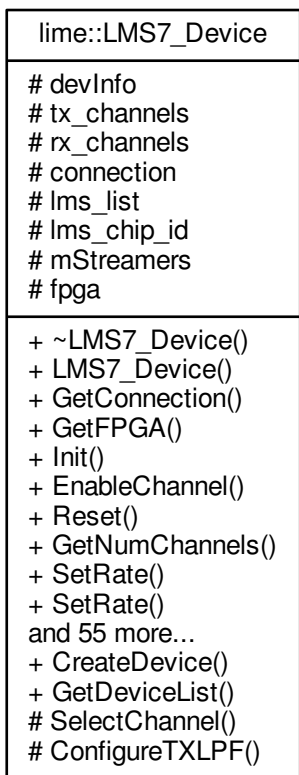 lime::LMS7_Device
# devInfo
# tx_channels
# rx_channels
# connection
# lms_list
# lms_chip_id
# mStreamers
# fpga
+ ~LMS7_Device()
+ LMS7_Device()
+ GetConnection()
+ GetFPGA()
+ Init()
+ EnableChannel()
+ Reset()
+ GetNumChannels()
+ SetRate()
+ SetRate()
and 55 more...
+ CreateDevice()
+ GetDeviceList()
# SelectChannel()
# ConfigureTXLPF()